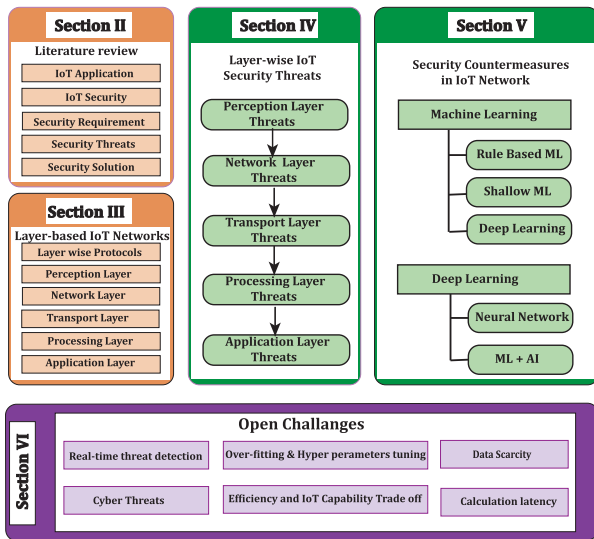 Section II
Literature review
IoT Application
IoT Security
Security Requirement
Security Threats
Security Solution
Section III
Layer-based IoT Networks
Layer wise Protocols
Perception Layer
Network Layer
Transport Layer
Processing Layer
Application Layer
Section IV
Layer-wise IoT
Security Threats
Perception Layer
Threats
Network Layer
Threats
Transport Layer
Threats
Processing Layer
Threats
Application Layer
Threats
Section V
Security Countermeasures
in IoT Network
Machine Learning
Rule Based ML
Shallow ML
Deep Learning
Deep Learning
Neural Network
ML + AI
Section VI
Open Challanges
Real-time threat detection
Over-fitting & Hyper perameters tuning
Data Scarcity
Cyber Threats
Efficiency and IoT Capability Trade off
Calculation latency